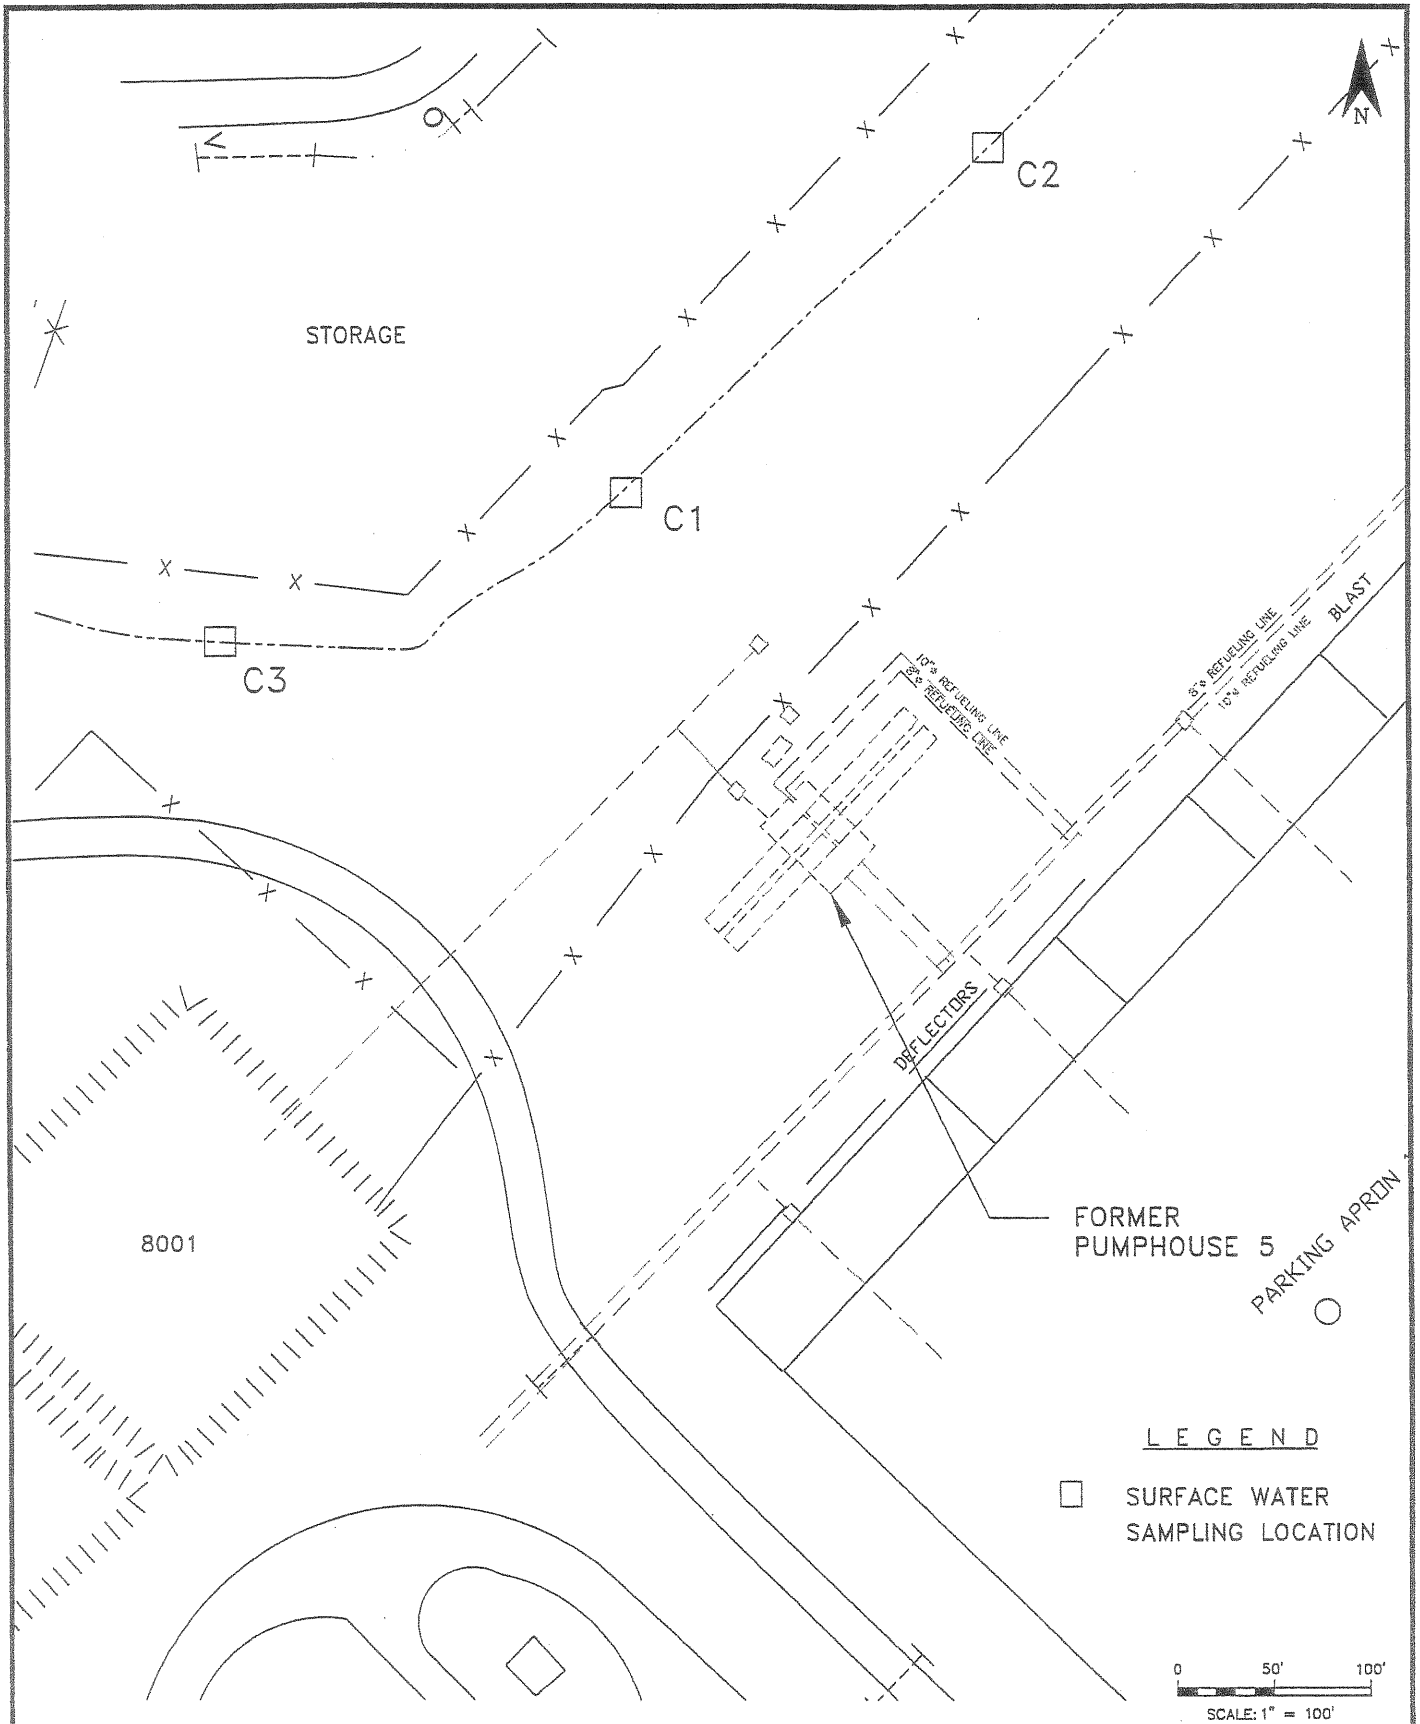 N
C2
STORAGE
C1
C3
10"ø REFUELING LINE
8"ø REFUELING LINE
8"ø REFUELING LINE
10"ø REFUELING LINE
BLAST
DEFLECTORS
8001
FORMER
PUMPHOUSE 5
PARKING APRON
LEGEND
SURFACE WATER
SAMPLING LOCATION
0 50' 100'
SCALE: 1" = 100'